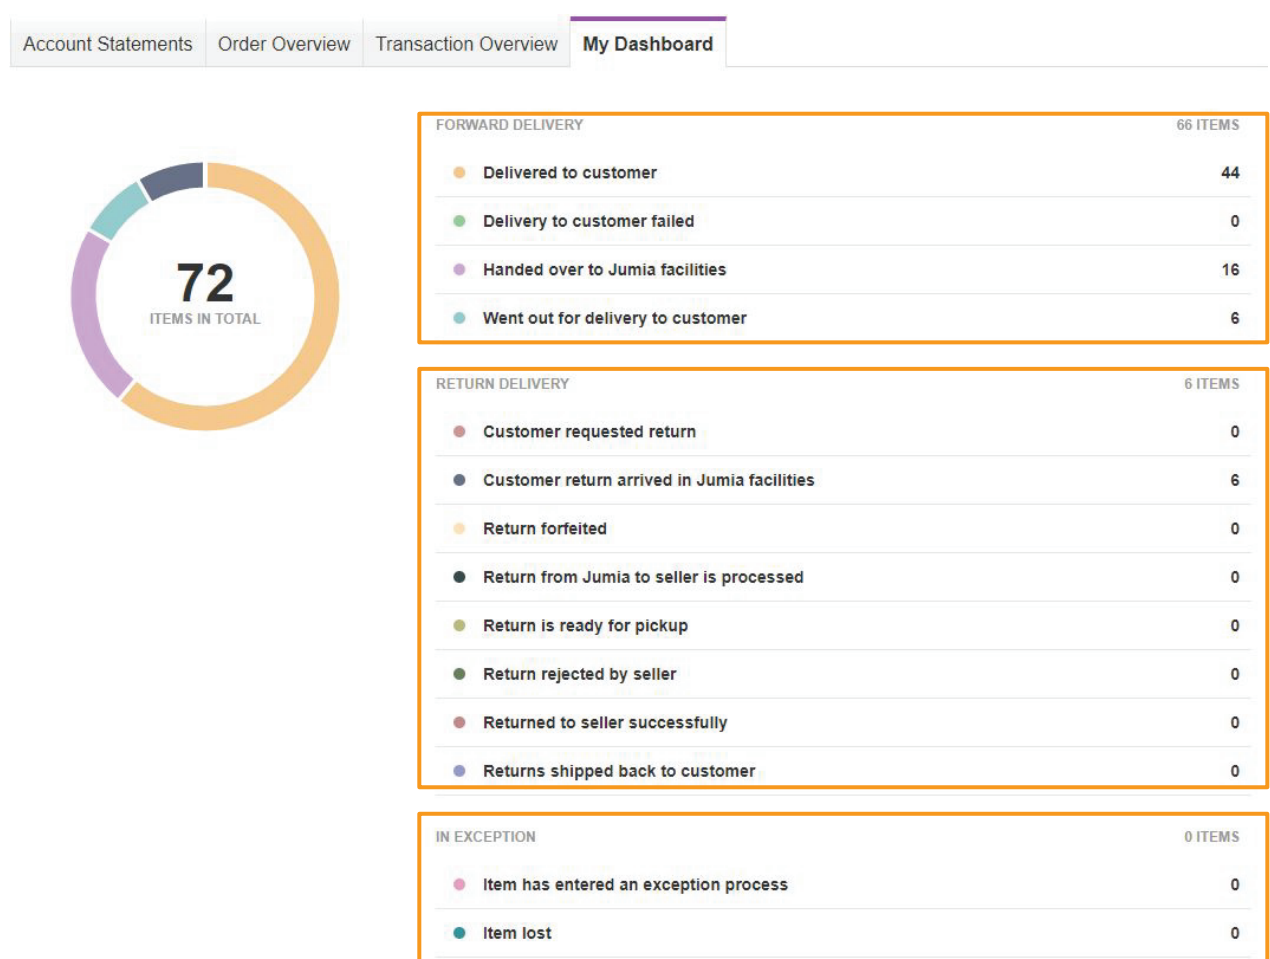 Account Statements Order Overview Transaction Overview My Dashboard
FORWARD DELIVERY 66 ITEMS
Delivered to customer 44
Delivery to customer failed 0
Handed over to Jumia facilities 16
Went out for delivery to customer 6
72
ITEMS IN TOTAL
RETURN DELIVERY 6 ITEMS
Customer requested return 0
Customer return arrived in Jumia facilities 6
Return forfeited 0
Return from Jumia to seller is processed 0
Return is ready for pickup 0
Return rejected by seller 0
Returned to seller successfully 0
Returns shipped back to customer 0
IN EXCEPTION 0 ITEMS
Item has entered an exception process 0
Item lost 0